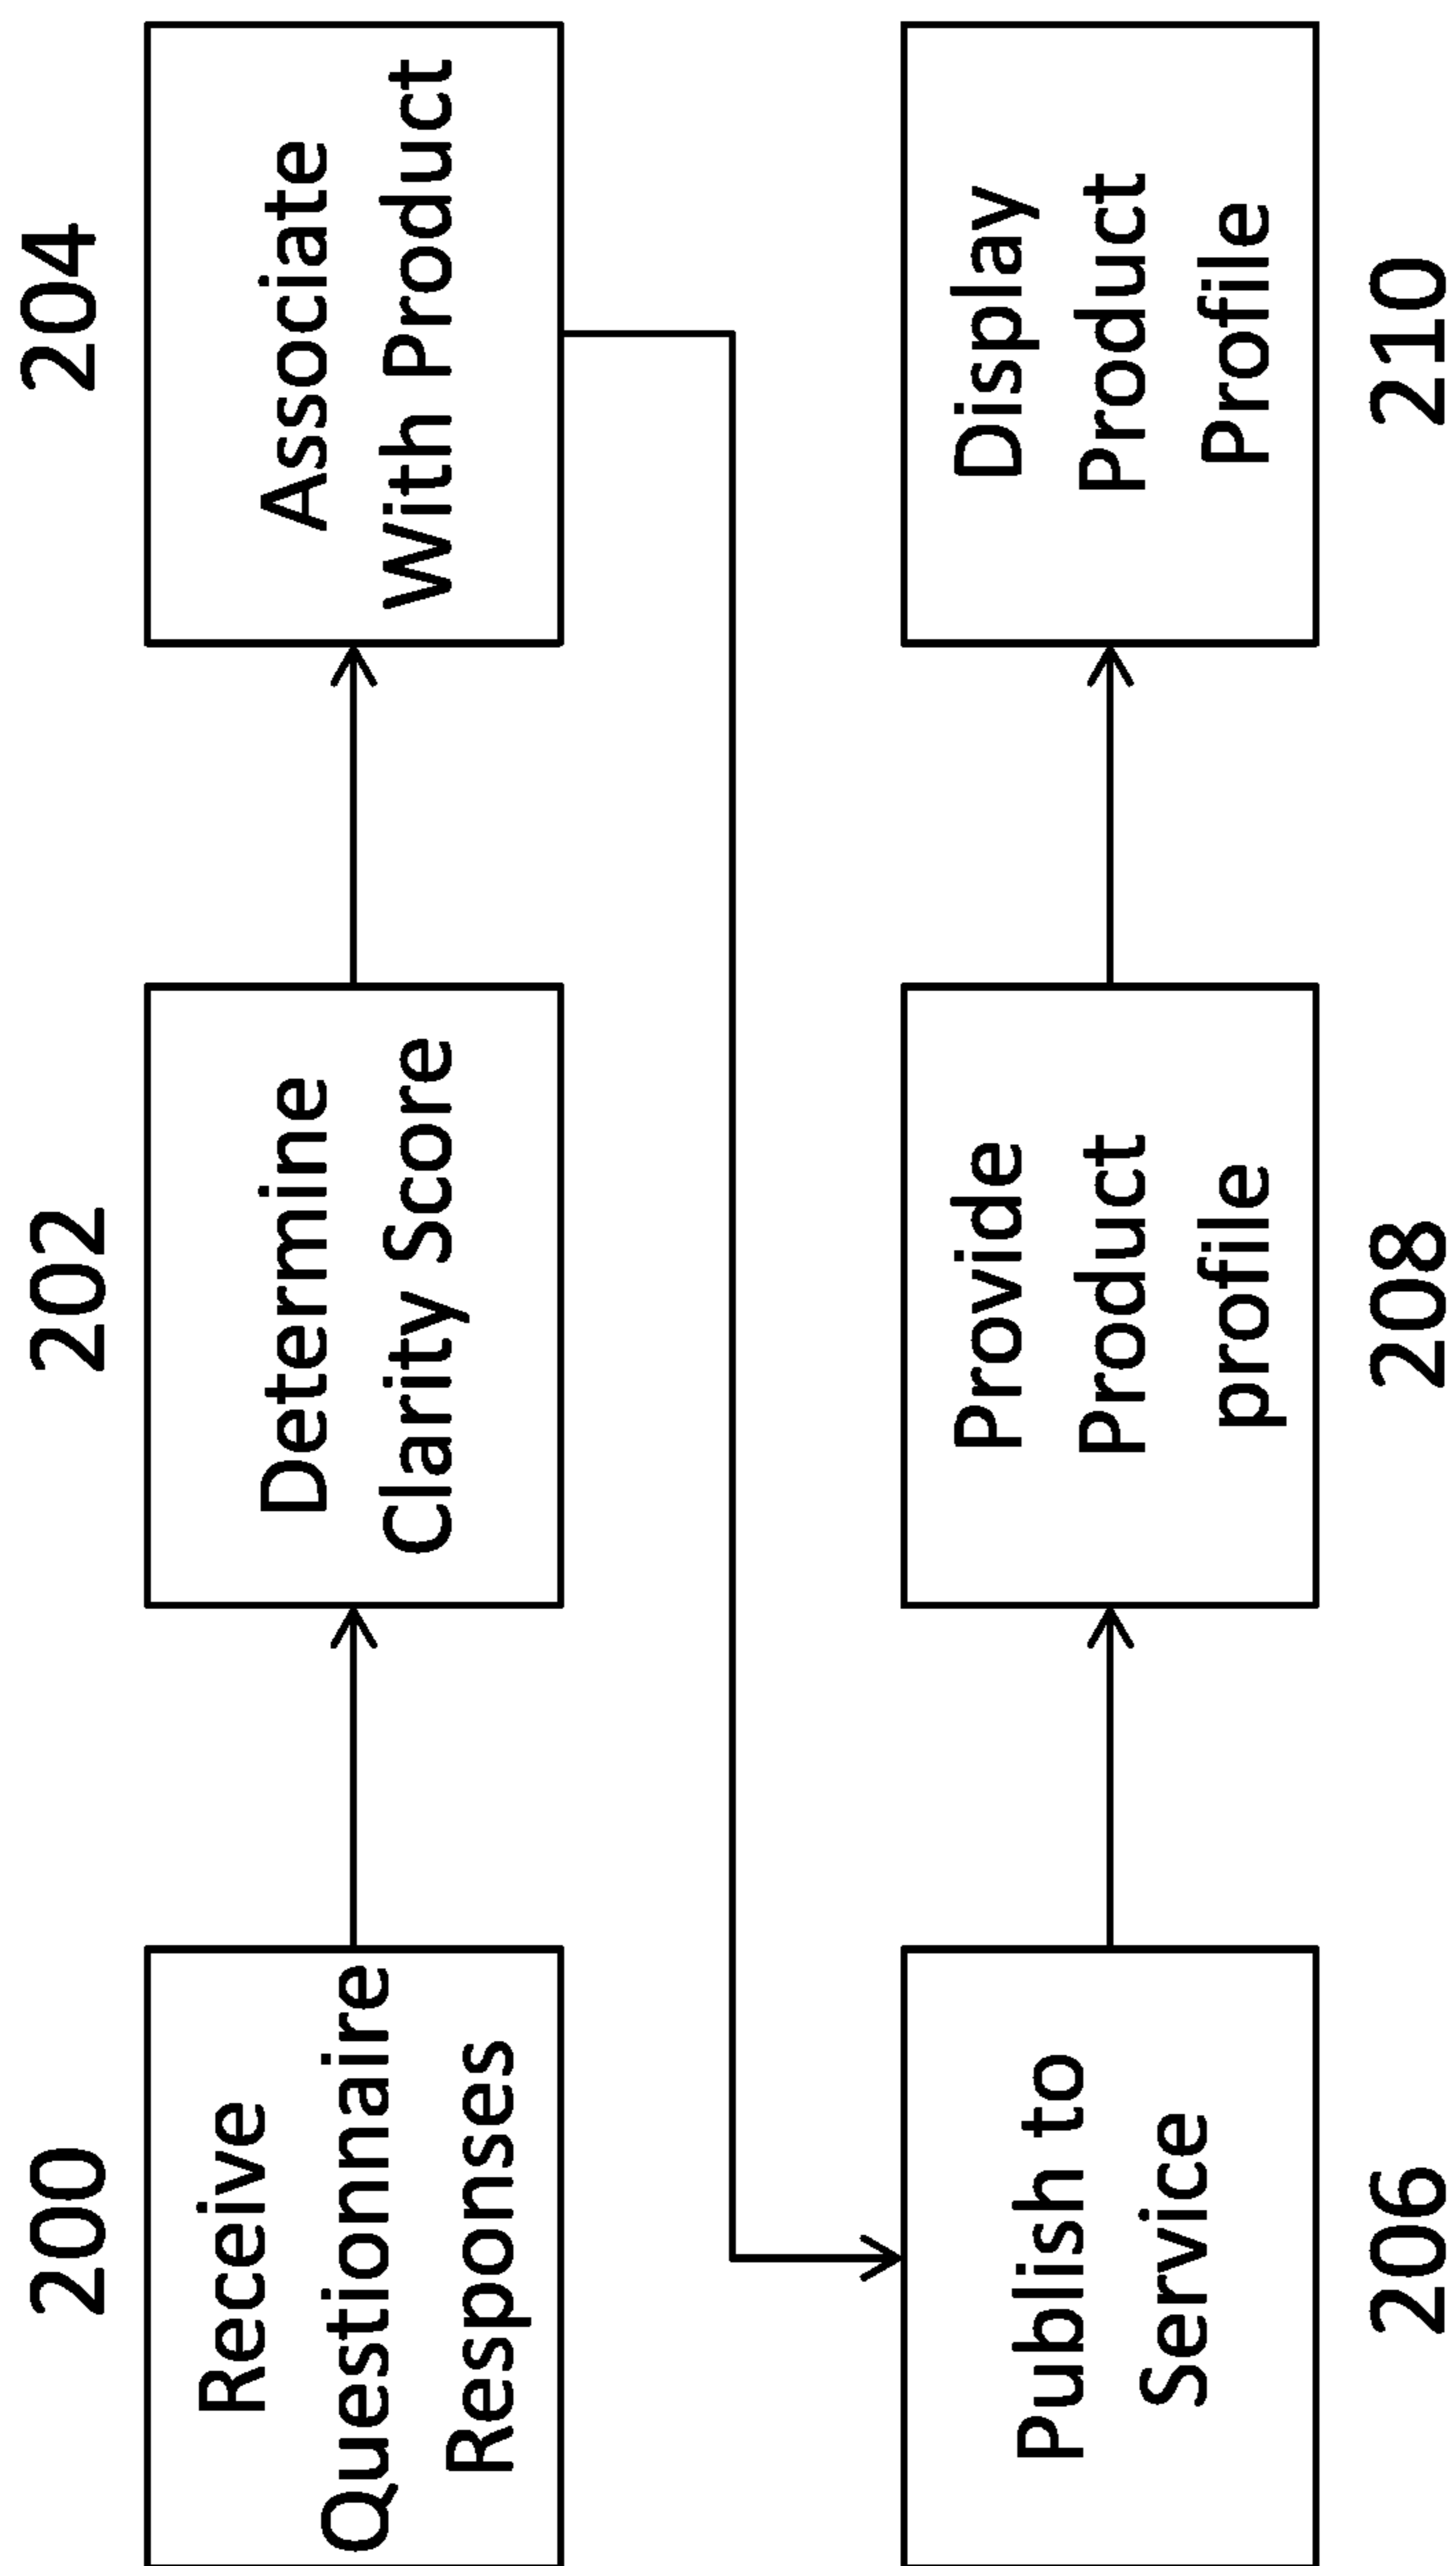 200
Receive
Questionnaire
Responses
202
Determine
Clarity Score
204
Associate
With Product
Publish to
Service
206
Provide
Product
profile
208
Display
Product
Profile
210